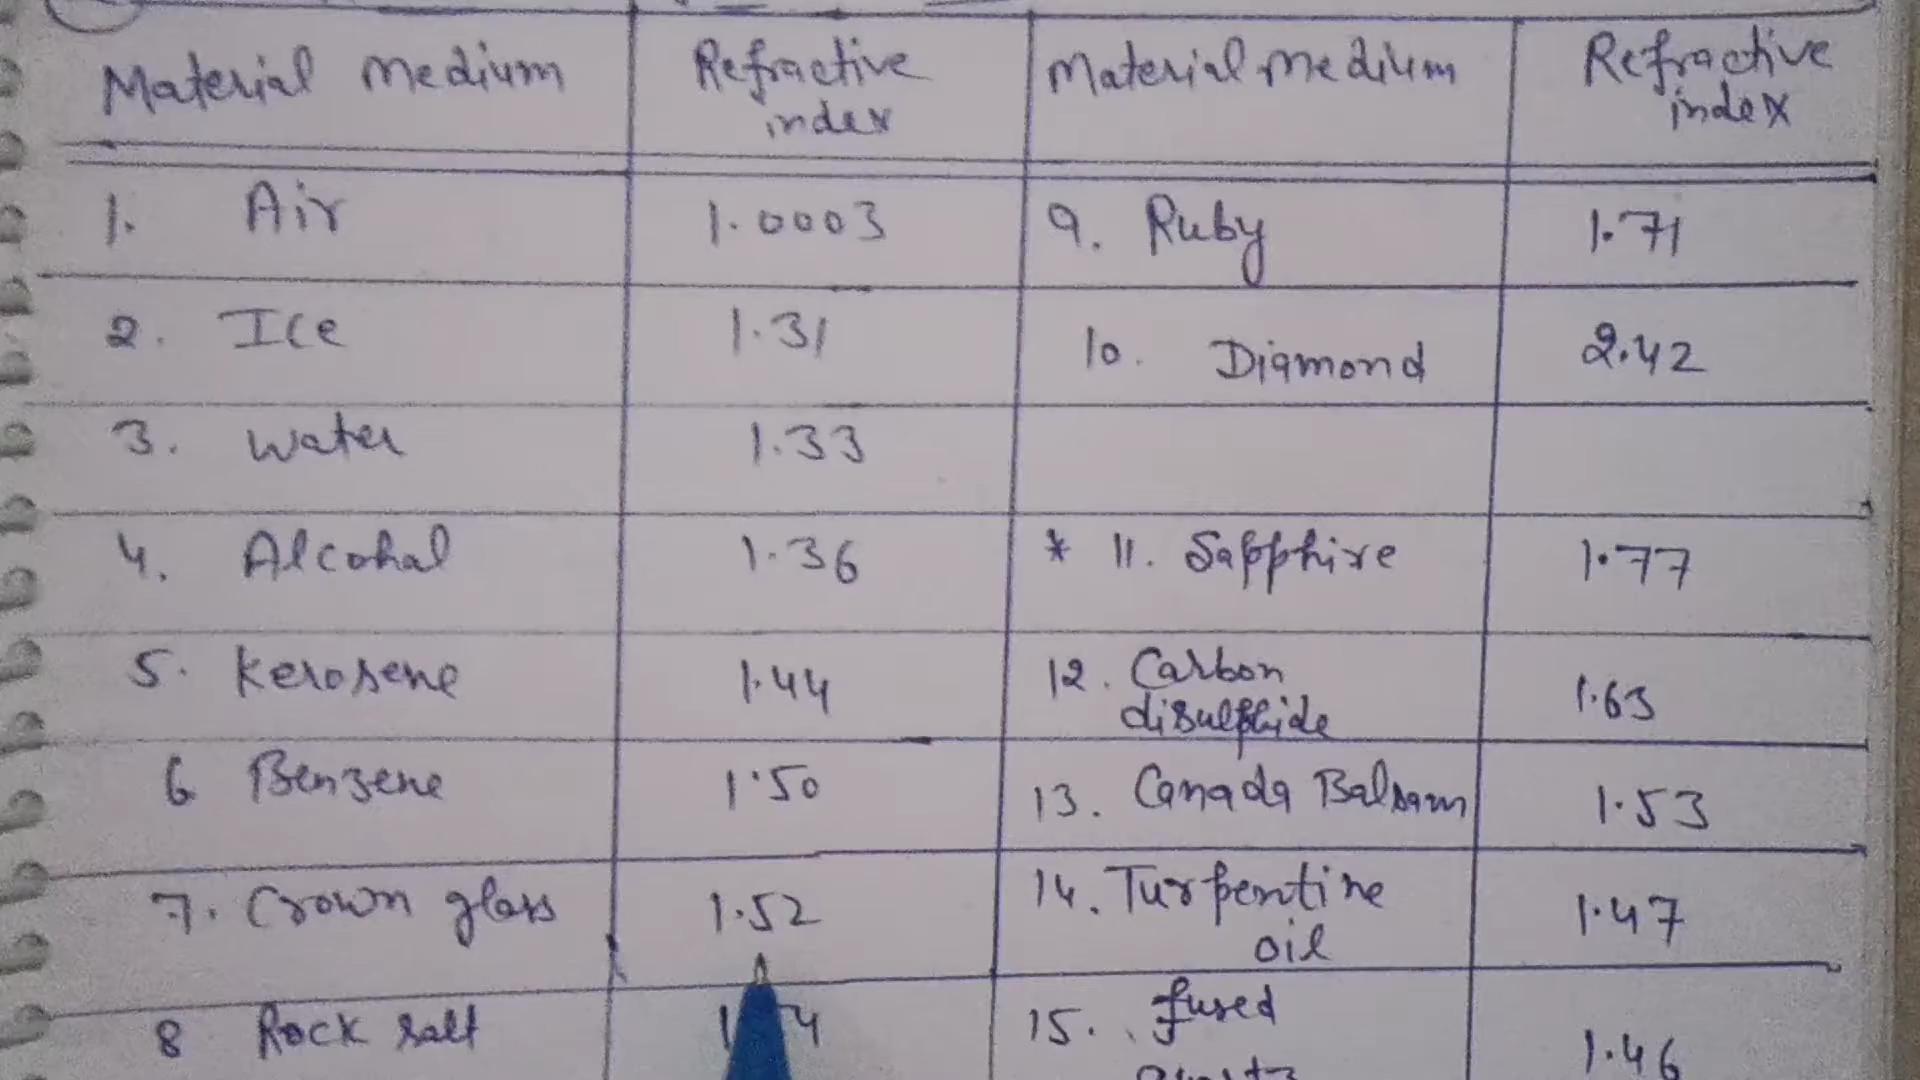 Material Medium Refractive index Material Medium Refractive index
1. Air 1.0003 9. Ruby 1.71
2. Ice 1.31 10. Diamond 2.42
3. Water 1.33
4. Alcohal 1.36 * 11. Sapphire 1.77
5. Kerosene 1.44 12. Carbon disulphide 1.63
6 Benzene 1.50 13. Canada Balsam 1.53
7. Crown glass 1.52 14. Turpentine oil 1.47
8 Rock salt 15. fused 1.46